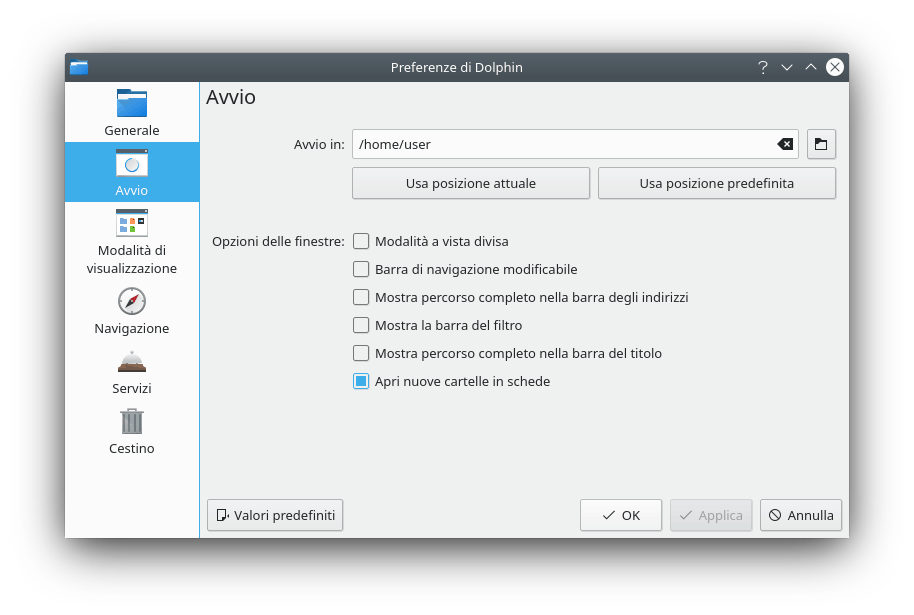 Preferenze di Dolphin
Generale
Avvio
Modalità di
visualizzazione
Navigazione
Servizi
Cestino
Avvio
Avvio in: /home/user
Usa posizione attuale Usa posizione predefinita
Opzioni delle finestre: Modalità a vista divisa
Barra di navigazione modificabile
Mostra percorso completo nella barra degli indirizzi
Mostra la barra del filtro
Mostra percorso completo nella barra del titolo
Apri nuove cartelle in schede
Valori predefiniti OK Applica Annulla